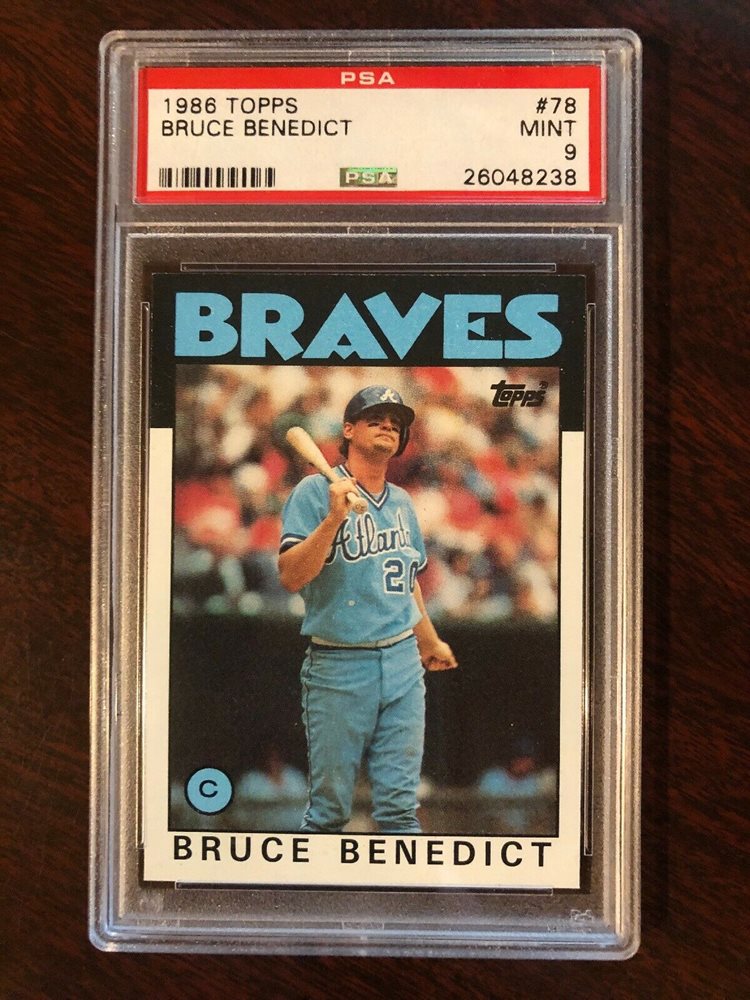 PSA
1986 TOPPS #78
BRUCE BENEDICT MINT
9
PSA 26048238
BRAVES
Topps
A
Atlanta
20
C
BRUCE BENEDICT